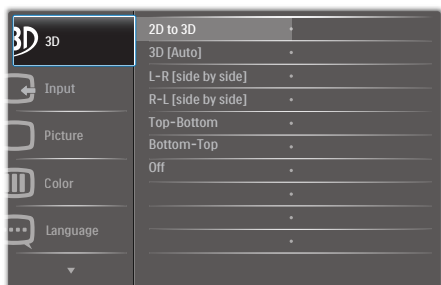 3D 3D
Input
Picture
Color
Language
2D to 3D
3D [Auto]
L-R [side by side]
R-L [side by side]
Top-Bottom
Bottom-Top
Off